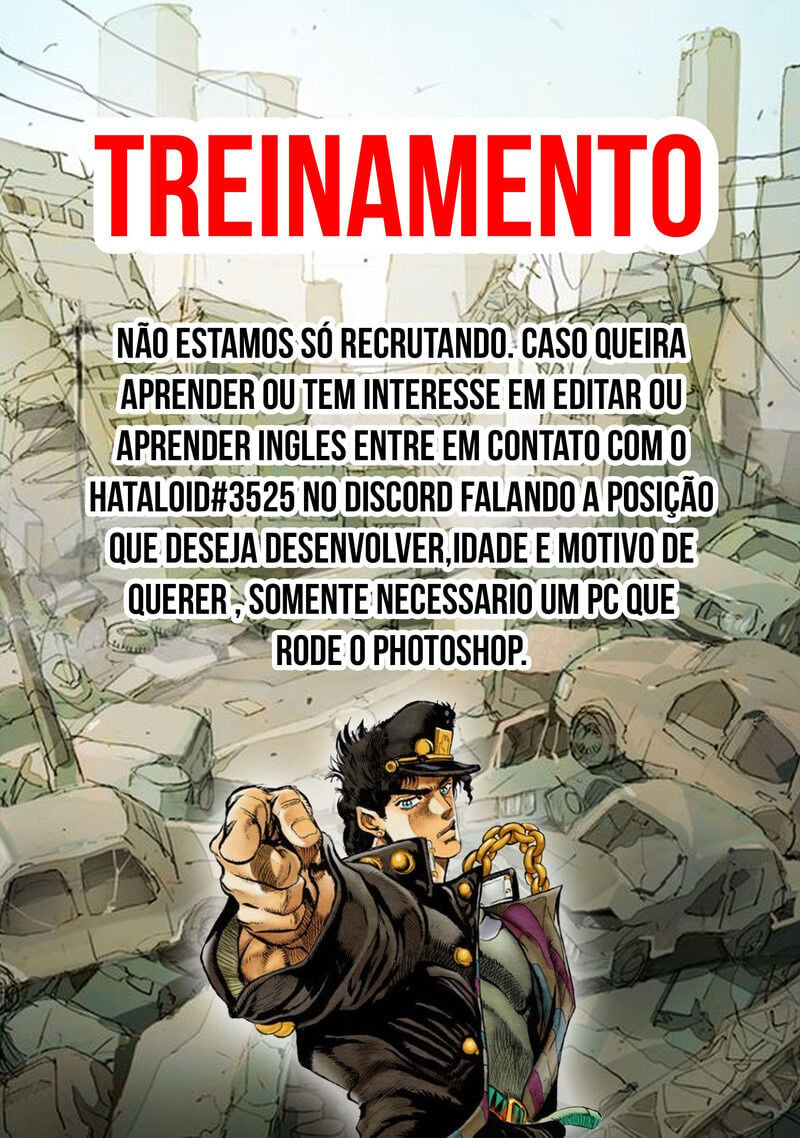 TREINAMENTO
NÃO ESTAMOS SÓ RECRUTANDO. CASO QUEIRA
APRENDER OU TEM INTERESSE EM EDITAR OU
APRENDER INGLES ENTRE EM CONTATO COM O
HATALOID#3525 NO DISCORD FALANDO A POSIÇÃO
QUE DESEJA DESENVOLVER,IDADE E MOTIVO DE
QUERER , SOMENTE NECESSARIO UM PC QUE
RODE O PHOTOSHOP.